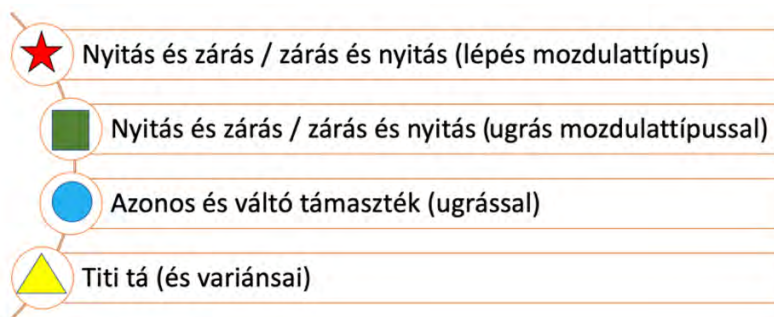 Nyitás és zárás / zárás és nyitás (lépés mozdulattípus)
Nyitás és zárás / zárás és nyitás (ugrás mozdulattípussal)
Azonos és váltó támaszték (ugrással)
Titi tá (és variánsai)